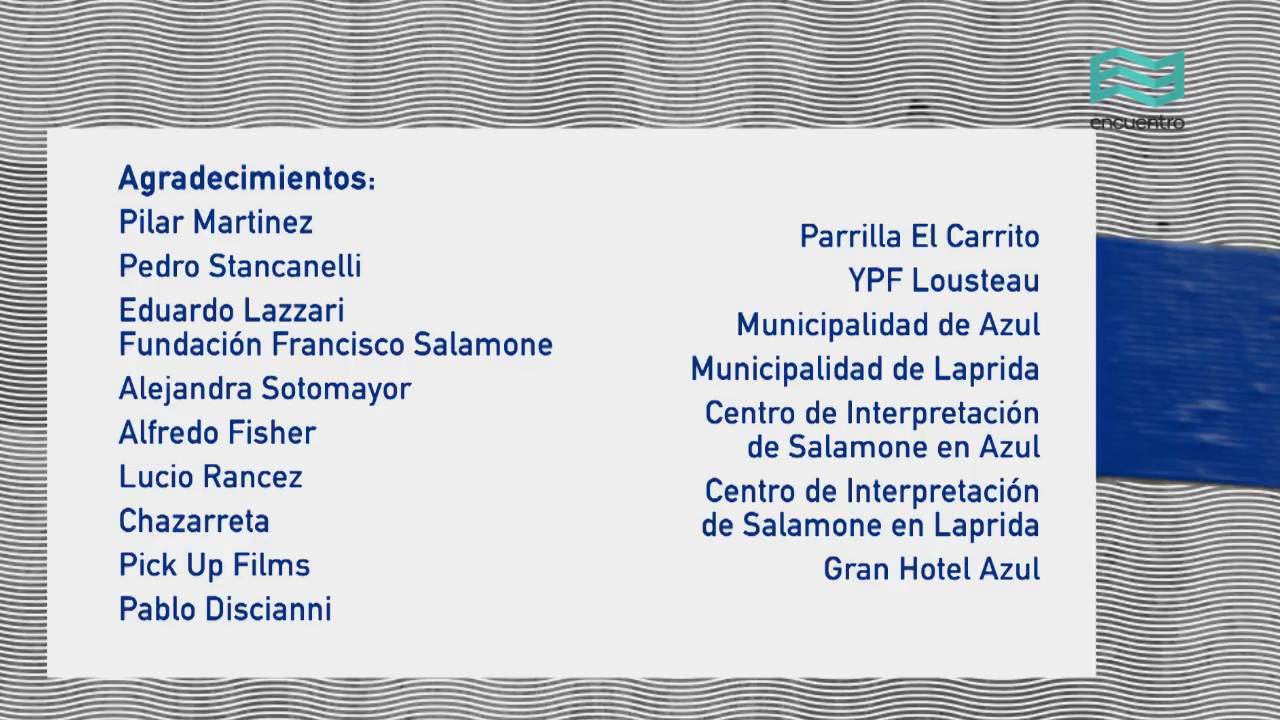 encuentro
Agradecimientos:
Pilar Martinez
Pedro Stancanelli
Eduardo Lazzari
Fundación Francisco Salamone
Alejandra Sotomayor
Alfredo Fisher
Lucio Rancez
Chazarreta
Pick Up Films
Pablo Discianni
Parrilla El Carrito
YPF Lousteau
Municipalidad de Azul
Municipalidad de Laprida
Centro de Interpretación
de Salamone en Azul
Centro de Interpretación
de Salamone en Laprida
Gran Hotel Azul